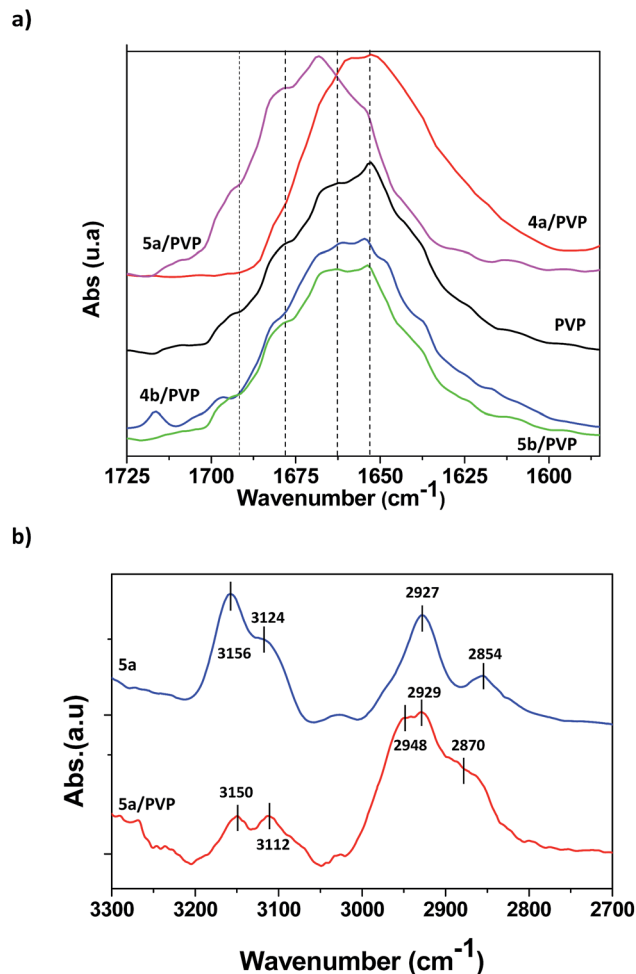 a)
Abs (u.a)
5a/PVP
4a/PVP
PVP
4b/PVP
5b/PVP
1725 1700 1675 1650 1625 1600
Wavenumber (cm-1)
b)
Abs.(a.u)
5a
3156
3124
2927
2854
5a/PVP
3150
3112
2929
2948
2870
3300 3200 3100 3000 2900 2800 2700
Wavenumber (cm-1)